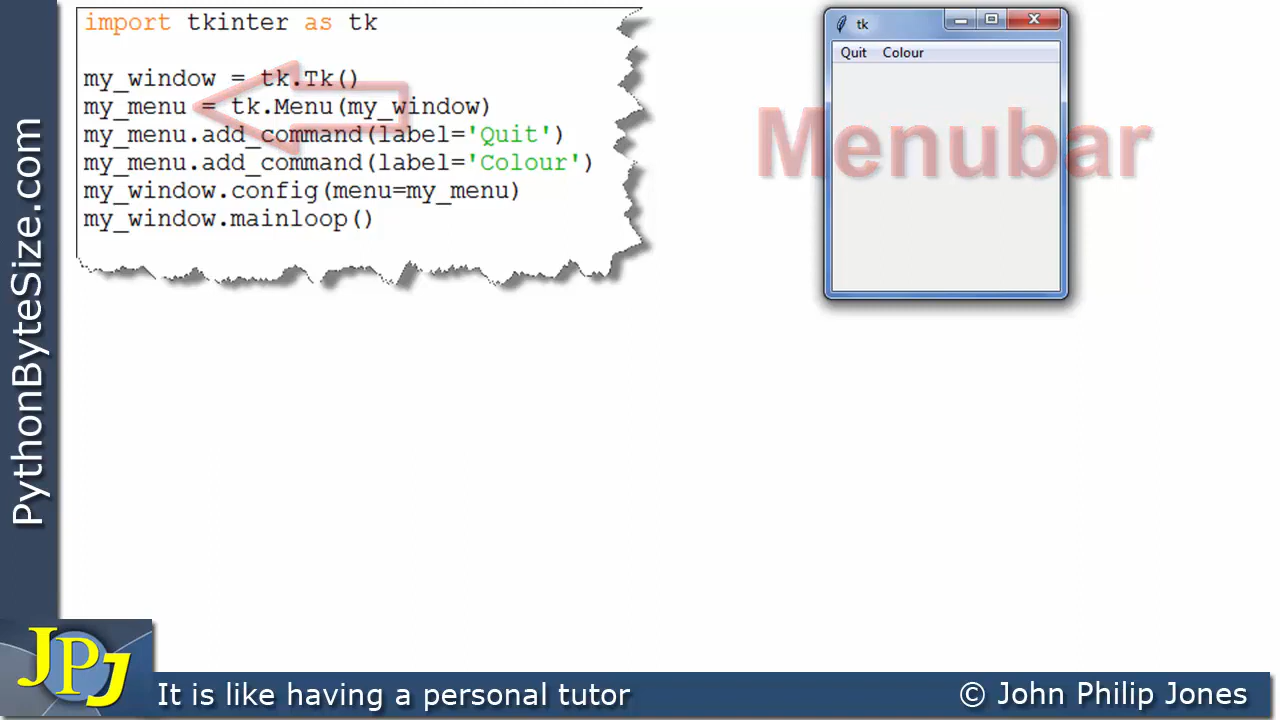 import tkinter as tk
my_window = tk.Tk()
my_menu = tk.Menu(my_window)
my_menu.add_command(label='Quit')
my_menu.add_command(label='Colour')
my_window.config(menu=my_menu)
my_window.mainloop()
tk
Quit Colour
Menubar
PythonByteSize.com
JPJ
It is like having a personal tutor
© John Philip Jones